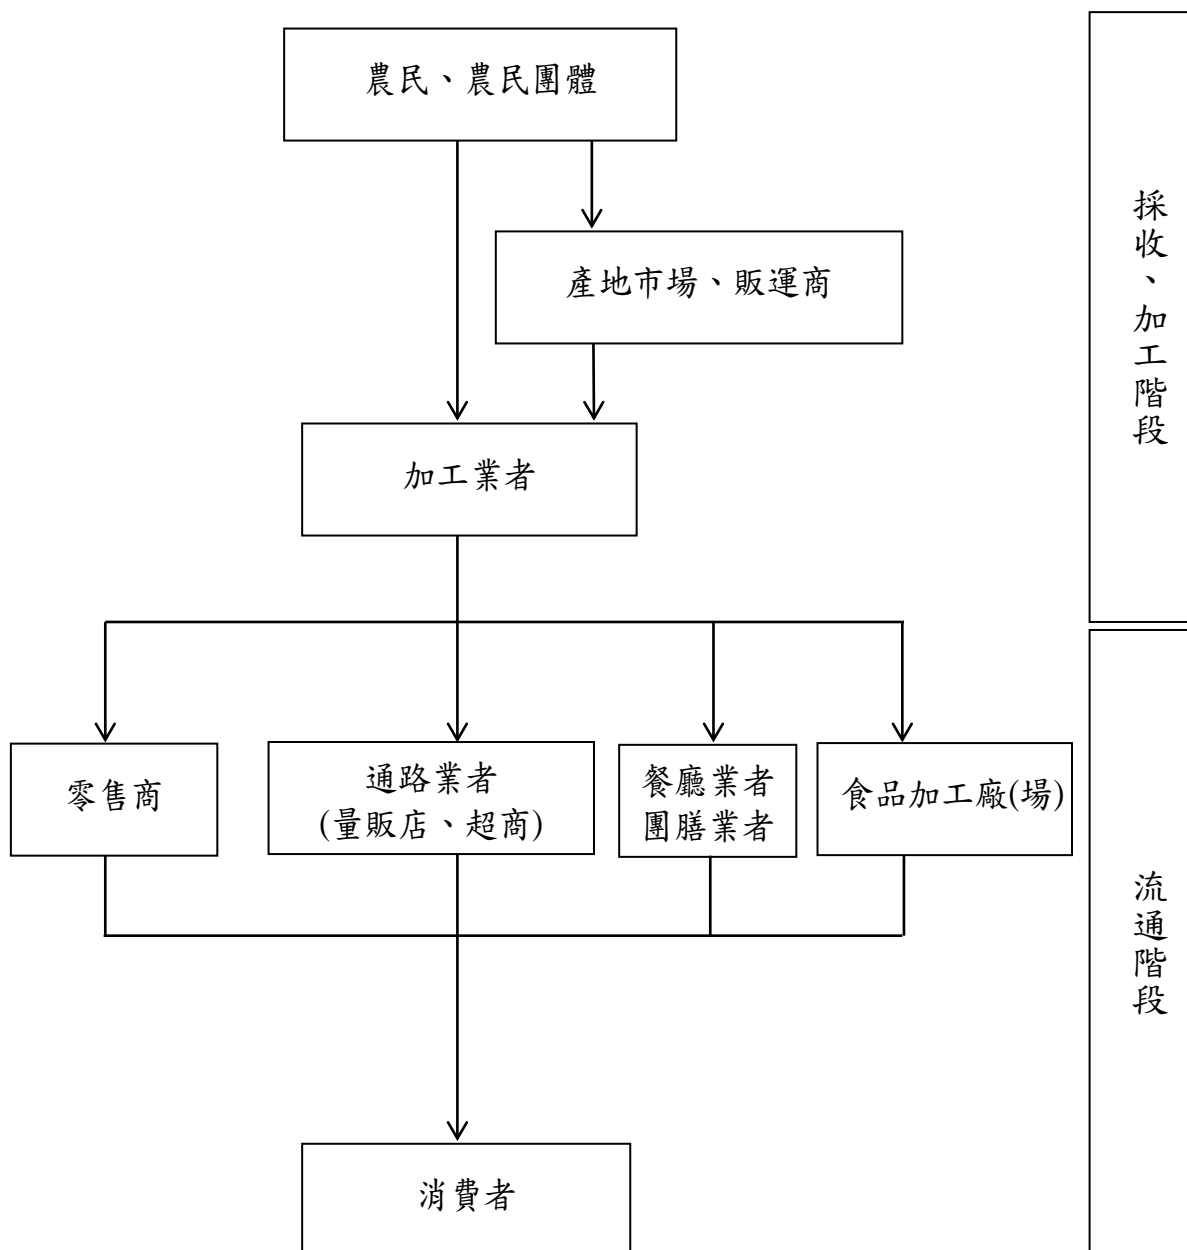 農民、農民團體
產地市場、販運商
加工業者
採收、加工階段
零售商
通路業者
(量販店、超商)
餐廳業者
團膳業者
食品加工廠(場)
消費者
流通階段